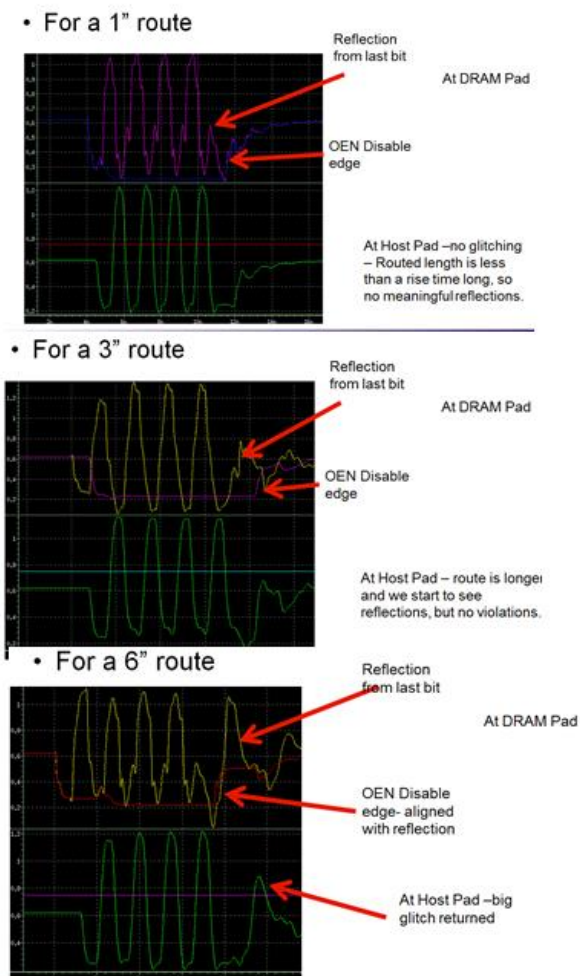 • For a 1” route
Reflection
from last bit
At DRAM Pad
OEN Disable
edge
At Host Pad –no glitching
– Routed length is less
than a rise time long, so
no meaningful reflections.
• For a 3” route
Reflection
from last bit
At DRAM Pad
OEN Disable
edge
At Host Pad – route is longer
and we start to see
reflections, but no violations.
• For a 6” route
Reflection
from last bit
At DRAM Pad
OEN Disable
edge- aligned
with reflection
At Host Pad –big
glitch returned